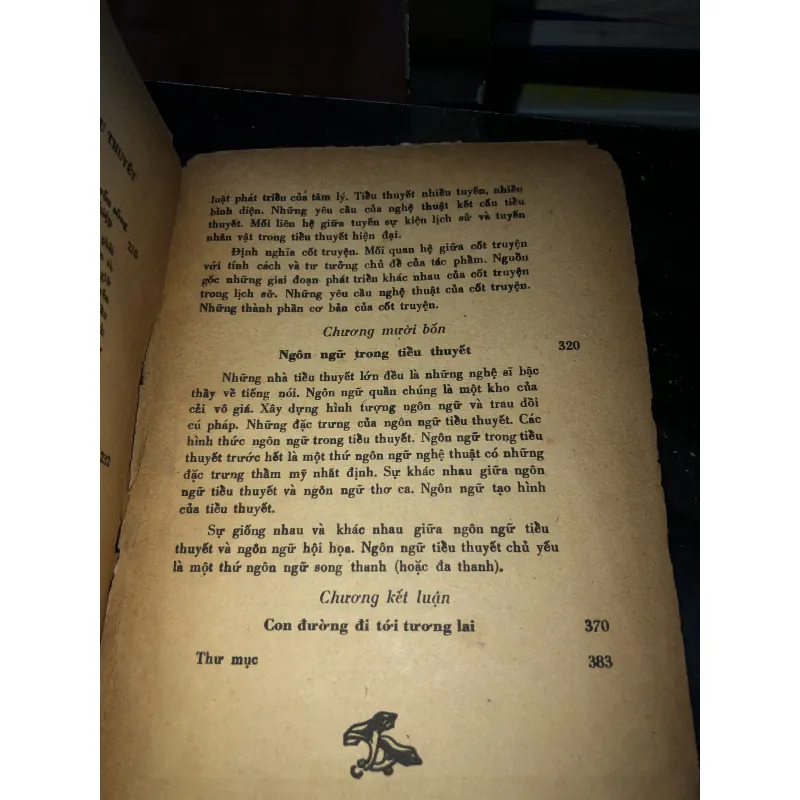 THUYẾT
sống
210
phải
232
luật phát triển của tâm lý. Tiểu thuyết nhiều tuyến, nhiều
bình diện. Những yêu cầu của nghệ thuật kết cấu tiểu
thuyết. Mối liên hệ giữa tuyến sự kiện lịch sử và tuyến
nhân vật trong tiểu thuyết hiện đại.
Định nghĩa cốt truyện. Mối quan hệ giữa cốt truyện
với tính cách và tư tưởng chủ đề của tác phẩm. Nguồn
gốc những giai đoạn phát triển khác nhau của cốt truyện
trong lịch sử. Những yêu cầu nghệ thuật của cốt truyện.
Những thành phần cơ bản của cốt truyện.
Chương mười bốn
Ngôn ngữ trong tiểu thuyết 320
Những nhà tiểu thuyết lớn đều là những nghệ sĩ bậc
thầy về tiếng nói. Ngôn ngữ quần chúng là một kho của
cải vô giá. Xây dựng hình tượng ngôn ngữ và trau dồi
cú pháp. Những đặc trưng của ngôn ngữ tiểu thuyết. Các
hình thức ngôn ngữ trong tiểu thuyết. Ngôn ngữ trong tiểu
thuyết trước hết là một thứ ngôn ngữ nghệ thuật có những
đặc trưng thẩm mỹ nhất định. Sự khác nhau giữa ngôn
ngữ tiểu thuyết và ngôn ngữ thơ ca. Ngôn ngữ tạo hình
của tiểu thuyết.
Sự giống nhau và khác nhau giữa ngôn ngữ tiểu
thuyết và ngôn ngữ hội họa. Ngôn ngữ tiểu thuyết chủ yếu
là một thứ ngôn ngữ song thanh (hoặc đa thanh).
Chương kết luận
Con đường đi tới tương lai 370
Thư mục 383